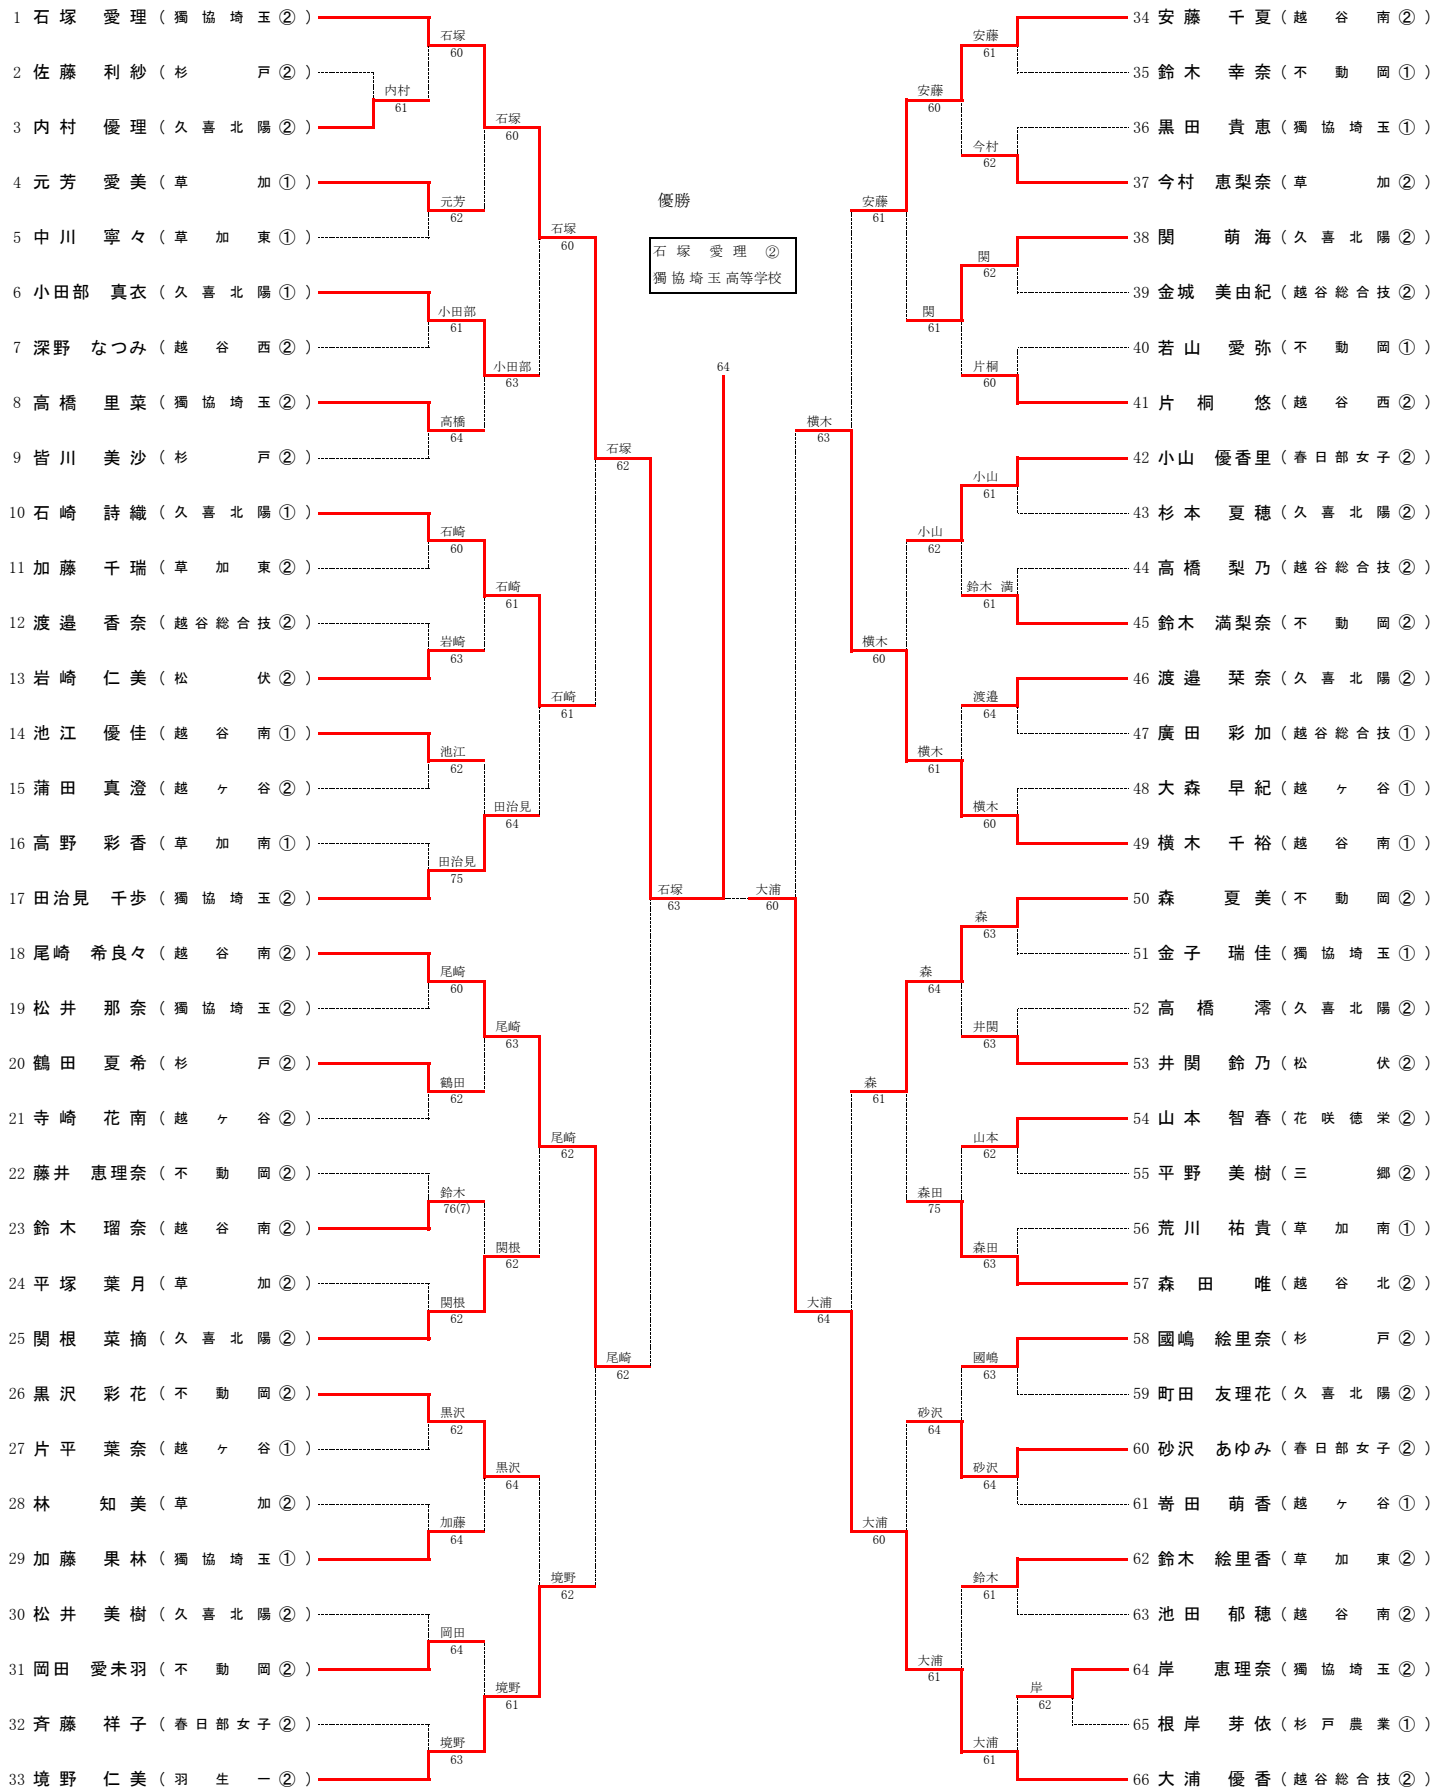 1 石塚 愛理 ( 獨協埼玉 ② )
2 佐藤 利紗 ( 杉戸 ② )
3 内村 優理 ( 久喜北陽 ② )
4 元芳 愛美 ( 草加 ① )
5 中川 寧々 ( 草加東 ① )
6 小田部 真衣 ( 久喜北陽 ① )
7 深野 なつみ ( 越谷西 ② )
8 高橋 里菜 ( 獨協埼玉 ② )
9 皆川 美沙 ( 杉戸 ② )
10 石崎 詩織 ( 久喜北陽 ① )
11 加藤 千瑞 ( 草加東 ② )
12 渡邉 香奈 ( 越谷総合技 ② )
13 岩崎 仁美 ( 松伏 ② )
14 池江 優佳 ( 越谷南 ① )
15 蒲田 真澄 ( 越ヶ谷 ② )
16 高野 彩香 ( 草加南 ① )
17 田治見 千歩 ( 獨協埼玉 ② )
18 尾崎 希良々 ( 越谷南 ② )
19 松井 那奈 ( 獨協埼玉 ② )
20 鶴田 夏希 ( 杉戸 ② )
21 寺崎 花南 ( 越ヶ谷 ② )
22 藤井 恵理奈 ( 不動岡 ② )
23 鈴木 瑠奈 ( 越谷南 ② )
24 平塚 葉月 ( 草加 ② )
25 関根 菜摘 ( 久喜北陽 ② )
26 黒沢 彩花 ( 不動岡 ② )
27 片平 葉奈 ( 越ヶ谷 ① )
28 林 知美 ( 草加 ② )
29 加藤 果林 ( 獨協埼玉 ① )
30 松井 美樹 ( 久喜北陽 ② )
31 岡田 愛未羽 ( 不動岡 ② )
32 斉藤 祥子 ( 春日部女子 ② )
33 境野 仁美 ( 羽生一 ② )
内村
61
石塚
60
元芳
62
小田部
61
高橋
64
石崎
60
岩崎
63
池江
62
田治見
75
尾崎
60
鶴田
62
鈴木
76(7)
関根
62
黒沢
62
加藤
64
岡田
64
境野
63
石塚
60
小田部
63
石崎
61
田治見
64
尾崎
63
関根
62
黒沢
64
境野
61
石塚
60
石崎
61
尾崎
62
境野
62
石塚
62
尾崎
62
石塚
63
優勝
石塚 愛理 ②
獨協埼玉高等学校
64
大浦
60
横木
63
大浦
64
安藤
61
横木
60
森
61
大浦
60
安藤
60
関
61
小山
62
横木
61
森
64
森田
75
砂沢
64
大浦
61
安藤
61
今村
62
関
62
片桐
60
小山
61
鈴木 満
61
渡邉
64
横木
60
森
63
井関
63
山本
62
森田
63
國嶋
63
砂沢
64
鈴木
61
岸
62
大浦
61
34 安藤 千夏 ( 越谷南 ② )
35 鈴木 幸奈 ( 不動岡 ① )
36 黒田 貴恵 ( 獨協埼玉 ① )
37 今村 恵梨奈 ( 草加 ② )
38 関 萌海 ( 久喜北陽 ② )
39 金城 美由紀 ( 越谷総合技 ② )
40 若山 愛弥 ( 不動岡 ① )
41 片桐 悠 ( 越谷西 ② )
42 小山 優香里 ( 春日部女子 ② )
43 杉本 夏穂 ( 久喜北陽 ② )
44 高橋 梨乃 ( 越谷総合技 ② )
45 鈴木 満梨奈 ( 不動岡 ② )
46 渡邉 栞奈 ( 久喜北陽 ② )
47 廣田 彩加 ( 越谷総合技 ① )
48 大森 早紀 ( 越ヶ谷 ① )
49 横木 千裕 ( 越谷南 ① )
50 森 夏美 ( 不動岡 ② )
51 金子 瑞佳 ( 獨協埼玉 ① )
52 高橋 澪 ( 久喜北陽 ② )
53 井関 鈴乃 ( 松伏 ② )
54 山本 智春 ( 花咲徳栄 ② )
55 平野 美樹 ( 三郷 ② )
56 荒川 祐貴 ( 草加南 ① )
57 森田 唯 ( 越谷北 ② )
58 國嶋 絵里奈 ( 杉戸 ② )
59 町田 友理花 ( 久喜北陽 ② )
60 砂沢 あゆみ ( 春日部女子 ② )
61 嵜田 萌香 ( 越ヶ谷 ① )
62 鈴木 絵里香 ( 草加東 ② )
63 池田 郁穂 ( 越谷南 ② )
64 岸 恵理奈 ( 獨協埼玉 ② )
65 根岸 芽依 ( 杉戸農業 ① )
66 大浦 優香 ( 越谷総合技 ② )